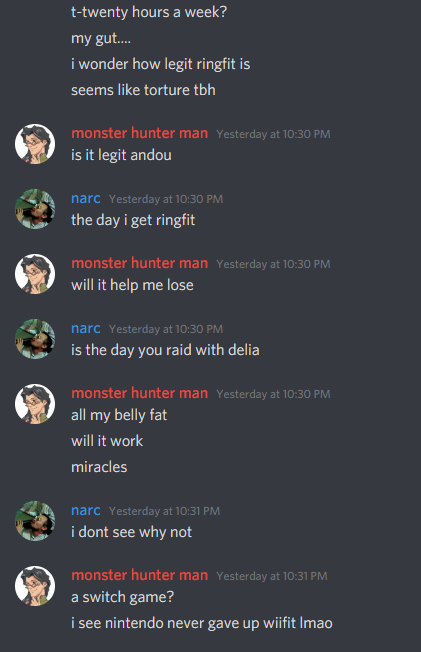 t-twenty hours a week?
my gut....
i wonder how legit ringfit is
seems like torture tbh
monster hunter man Yesterday at 10:30 PM
is it legit andou
narc Yesterday at 10:30 PM
the day i get ringfit
monster hunter man Yesterday at 10:30 PM
will it help me lose
narc Yesterday at 10:30 PM
is the day you raid with delia
monster hunter man Yesterday at 10:30 PM
all my belly fat
will it work
miracles
narc Yesterday at 10:31 PM
i dont see why not
monster hunter man Yesterday at 10:31 PM
a switch game?
i see nintendo never gave up wiifit lmao